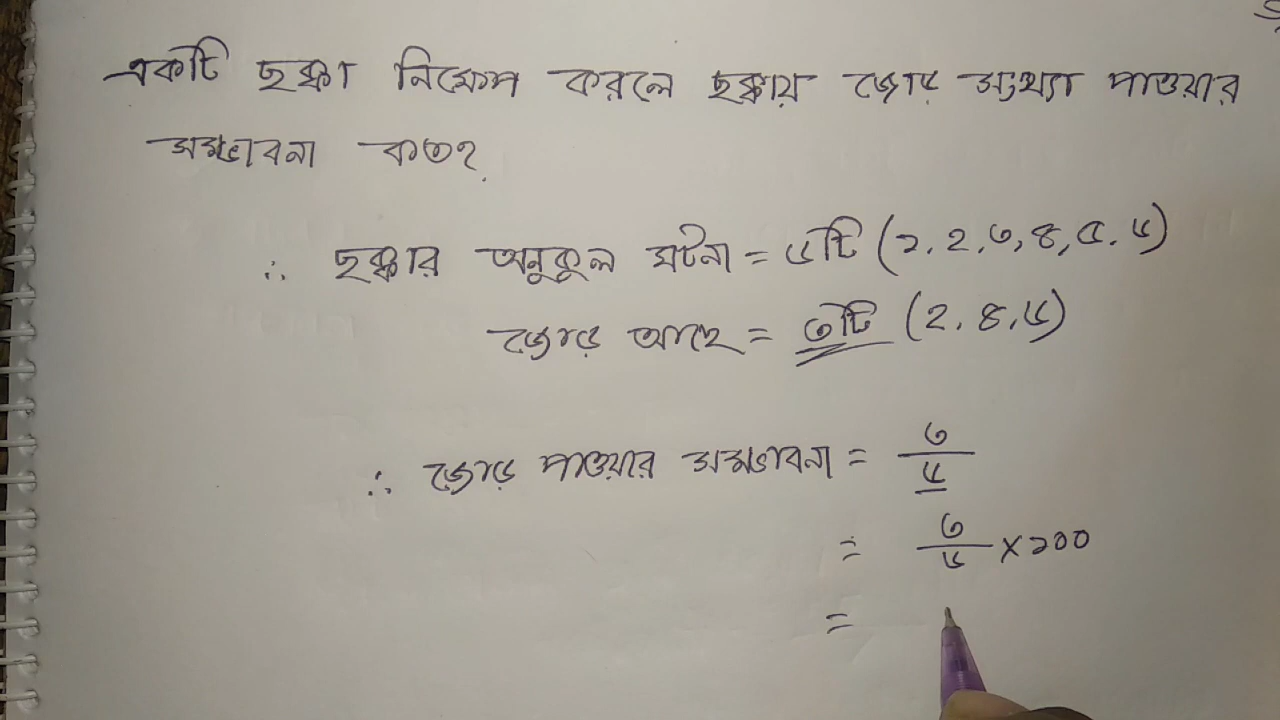 একটি ছক্কা নিক্ষেপ করলে ছক্কায় জোড় সংখ্যা পাওয়ার
সম্ভাবনা কত?
∴ ছক্কার অনুকুল ঘটনা = ৬টি (১, ২, ৩, ৪, ৫, ৬)
জোড় আছে = ৩টি (২, ৪, ৬)
∴ জোড় পাওয়ার সম্ভাবনা = ৩/৬
= ৩/৬ × ১০০
=